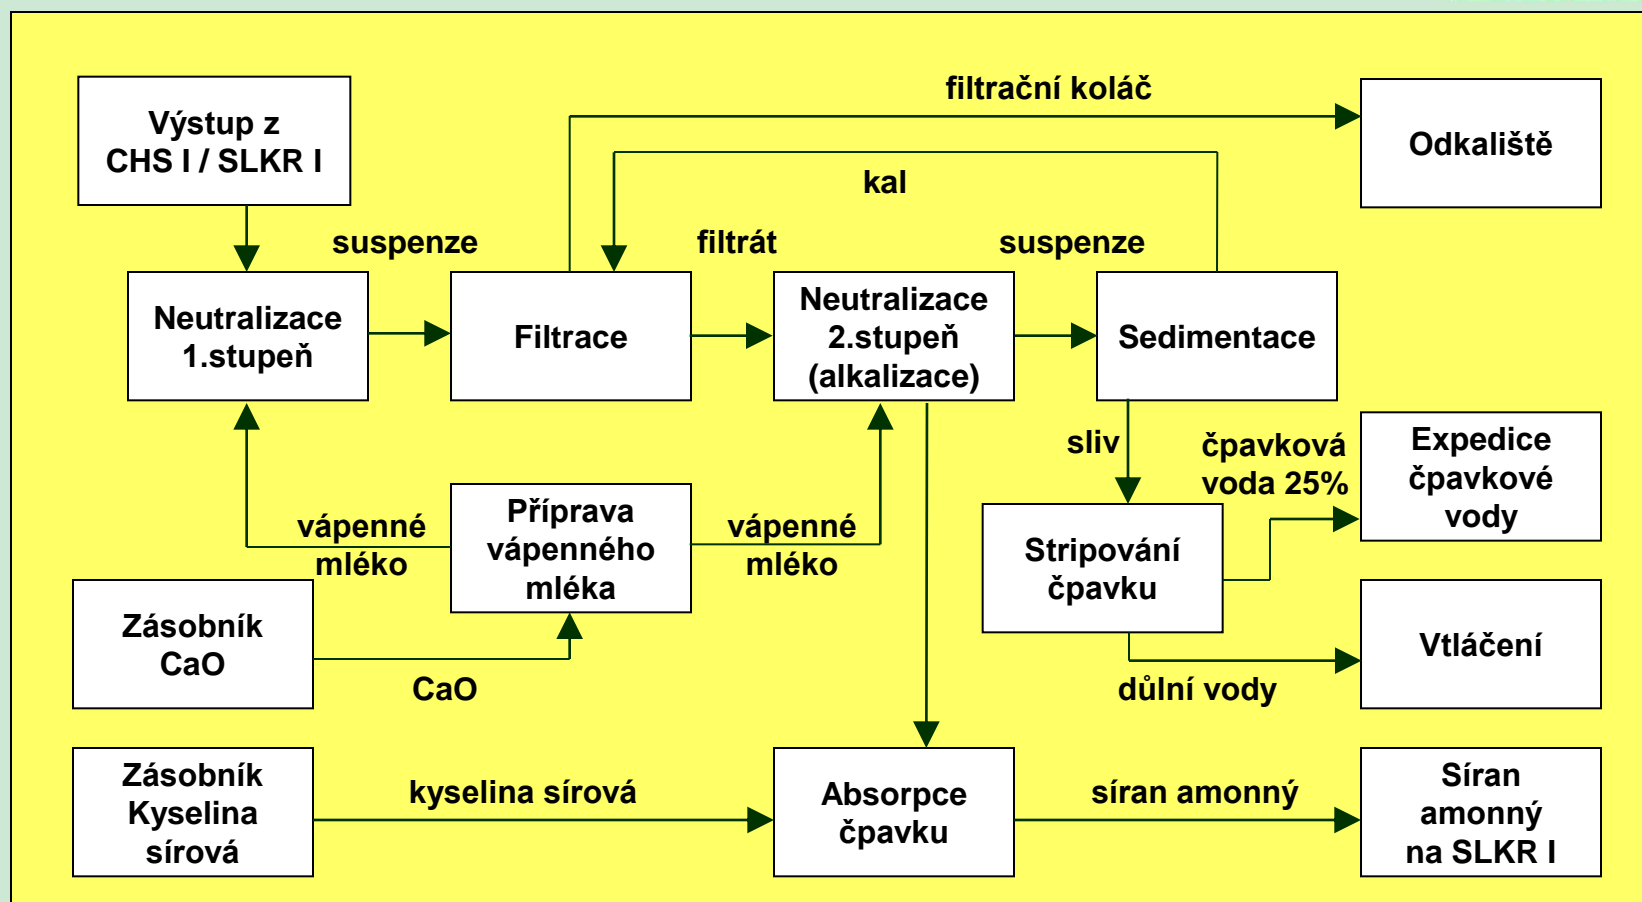 filtrační koláč
Výstup z
CHS I / SLKR I
Odkaliště
kal
suspenze
filtrát
suspenze
Neutralizace
1.stupeň
Filtrace
Neutralizace
2.stupeň
(alkalizace)
Sedimentace
sliv
čpavková
voda 25%
Expedice
čpavkové
vody
vápenné
mléko
Příprava
vápenného
mléka
vápenné
mléko
Stripování
čpavku
Zásobník
CaO
CaO
důlní vody
Vtláčení
Zásobník
Kyselina
sírová
kyselina sírová
Absorpce
čpavku
síran amonný
Síran
amonný
na SLKR I